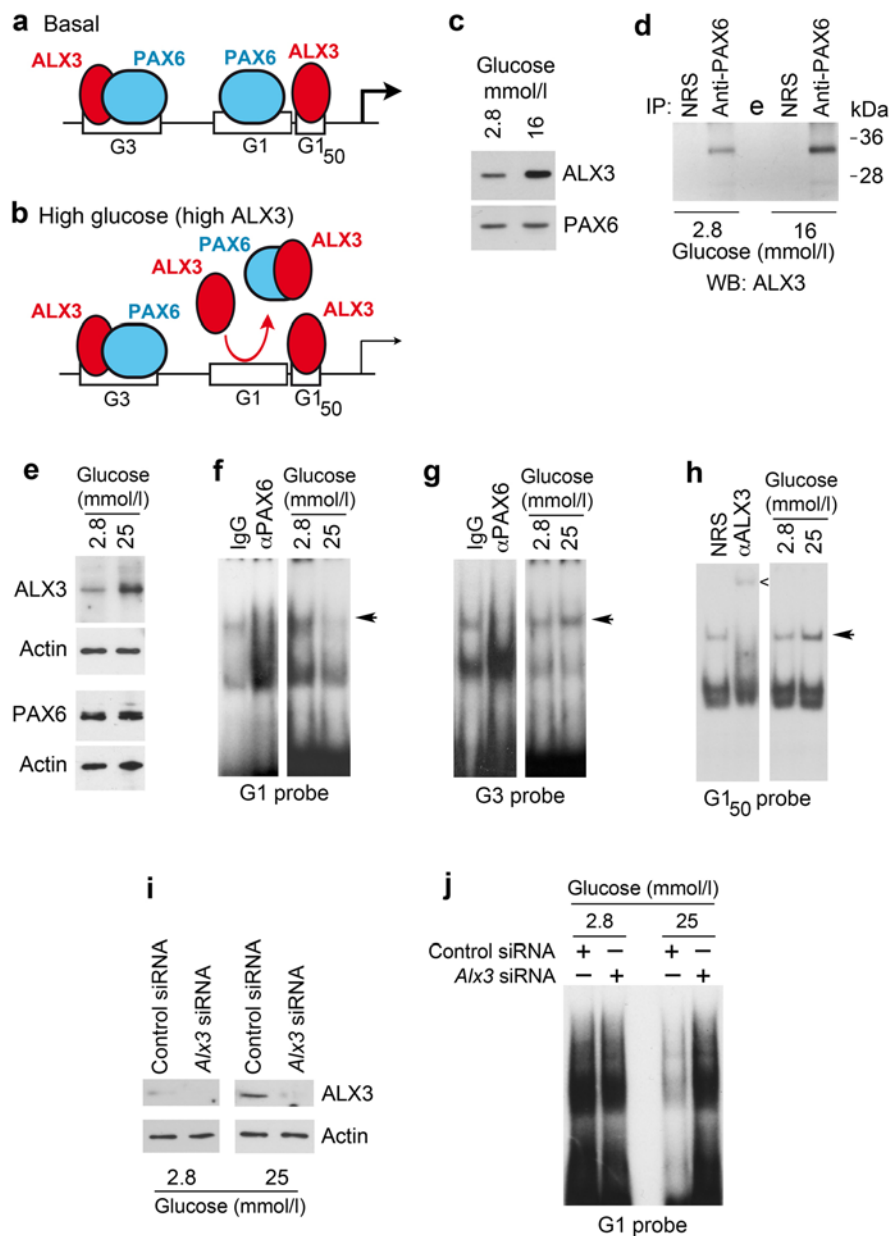 a Basal
ALX3 PAX6 PAX6 ALX3
G3 G1 G1 50
b High glucose (high ALX3)
PAX6 ALX3
ALX3
ALX3 PAX6 ALX3
G3 G1 G1 50
c
Glucose
mmol/l
2.8 16
ALX3
PAX6
d
IP: NRS Anti-PAX6 e NRS Anti-PAX6 kDa
-36
-28
2.8 16
Glucose (mmol/l)
WB: ALX3
e
Glucose
(mmol/l)
2.8 25
ALX3
Actin
PAX6
Actin
f
Glucose
(mmol/l)
IgG αPAX6 2.8 25
G1 probe
g
Glucose
(mmol/l)
IgG αPAX6 2.8 25
G3 probe
h
Glucose
(mmol/l)
NRS αALX3 2.8 25
<
G1 50 probe
i
Control siRNA Alx3 siRNA Control siRNA Alx3 siRNA
ALX3
Actin
2.8 25
Glucose (mmol/l)
j
Glucose (mmol/l)
2.8 25
Control siRNA + − + −
Alx3 siRNA − + − +
G1 probe